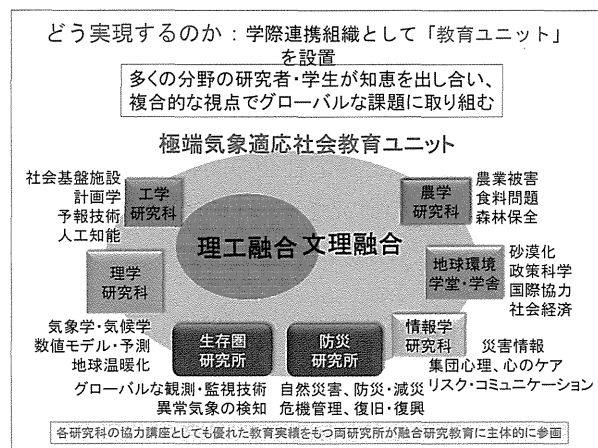 どう実現するのか：学際連携組織として「教育ユニット」
を設置
多くの分野の研究者・学生が知恵を出し合い、
複合的な視点でグローバルな課題に取り組む
極端気象適応社会教育ユニット
社会基盤施設
計画学
予報技術
人工知能
工学
研究科
農学
研究科
農業被害
食料問題
森林保全
理工融合
文理融合
理学
研究科
地球環境
学堂・学舎
砂漠化
政策科学
国際協力
社会経済
気象学・気候学
数値モデル・予測
地球温暖化
生存圏
研究所
防災
研究所
情報学
研究科
災害情報
集団心理、心のケア
リスク・コミュニケーション
グローバルな観測・監視技術
異常気象の検知
自然災害、防災・減災
危機管理、復旧・復興
各研究科の協力講座としても優れた教育実績をもつ両研究所が融合研究教育に主体的に参画